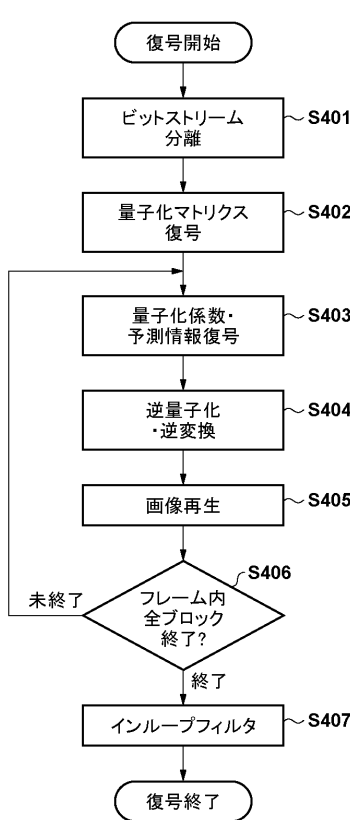 復号開始
ビットストリーム
分離
S401
量子化マトリクス
復号
S402
量子化係数・
予測情報復号
S403
逆量子化
・逆変換
S404
画像再生
S405
S406
フレーム内
全ブロック
終了?
未終了
終了
インループフィルタ
S407
復号終了